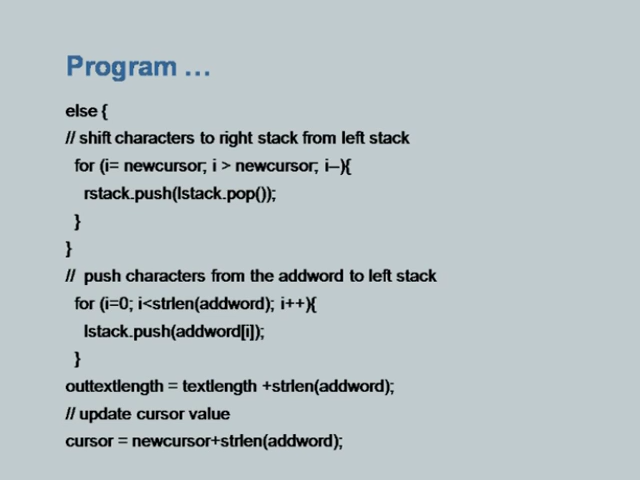 Program …
else {
// shift characters to right stack from left stack
for (i= newcursor; i > newcursor; i--){
rstack.push(lstack.pop());
}
}
// push characters from the addword to left stack
for (i=0; i<strlen(addword); i++){
lstack.push(addword[i]);
}
outtextlength = textlength +strlen(addword);
// update cursor value
cursor = newcursor+strlen(addword);